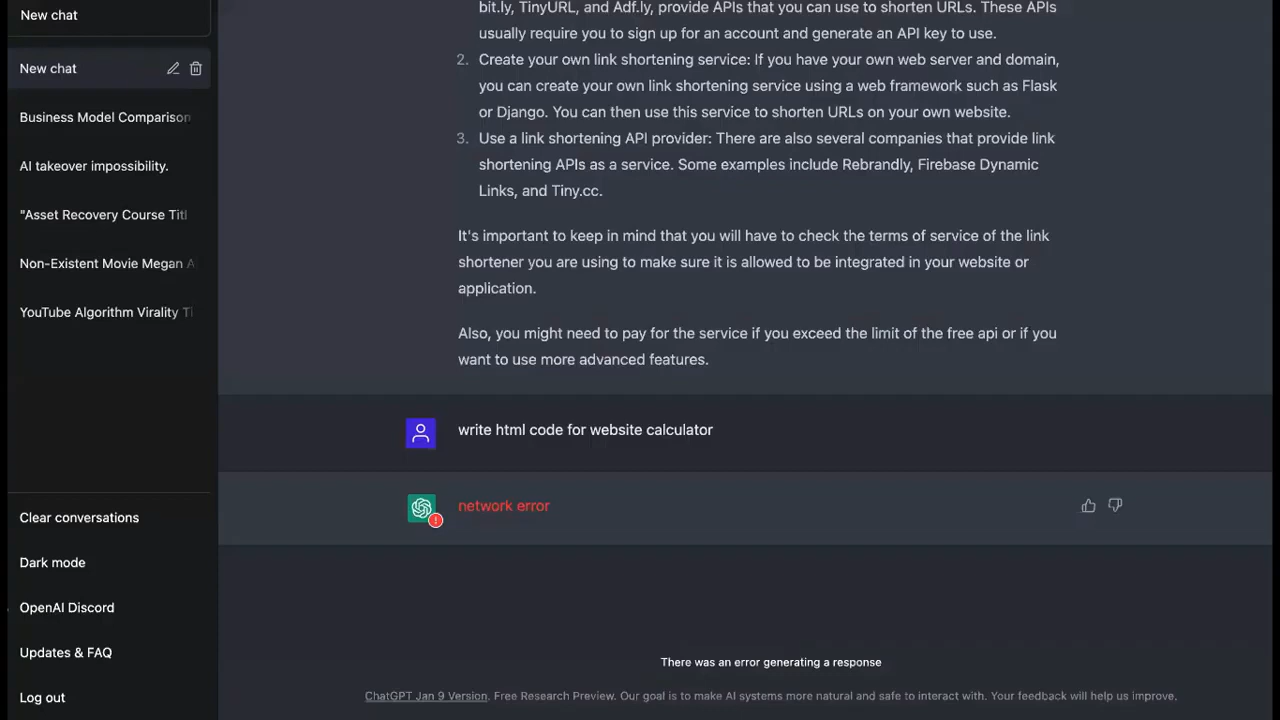 New chat
New chat
Business Model Comparison
AI takeover impossibility.
"Asset Recovery Course Titl
Non-Existent Movie Megan A
YouTube Algorithm Virality Ti
Clear conversations
Dark mode
OpenAI Discord
Updates & FAQ
Log out
bit.ly, TinyURL, and Adf.ly, provide APIs that you can use to shorten URLs. These APIs
usually require you to sign up for an account and generate an API key to use.
2. Create your own link shortening service: If you have your own web server and domain,
you can create your own link shortening service using a web framework such as Flask
or Django. You can then use this service to shorten URLs on your own website.
3. Use a link shortening API provider: There are also several companies that provide link
shortening APIs as a service. Some examples include Rebrandly, Firebase Dynamic
Links, and Tiny.cc.
It's important to keep in mind that you will have to check the terms of service of the link
shortener you are using to make sure it is allowed to be integrated in your website or
application.
Also, you might need to pay for the service if you exceed the limit of the free api or if you
want to use more advanced features.
write html code for website calculator
network error
There was an error generating a response
ChatGPT Jan 9 Version. Free Research Preview. Our goal is to make AI systems more natural and safe to interact with. Your feedback will help us improve.